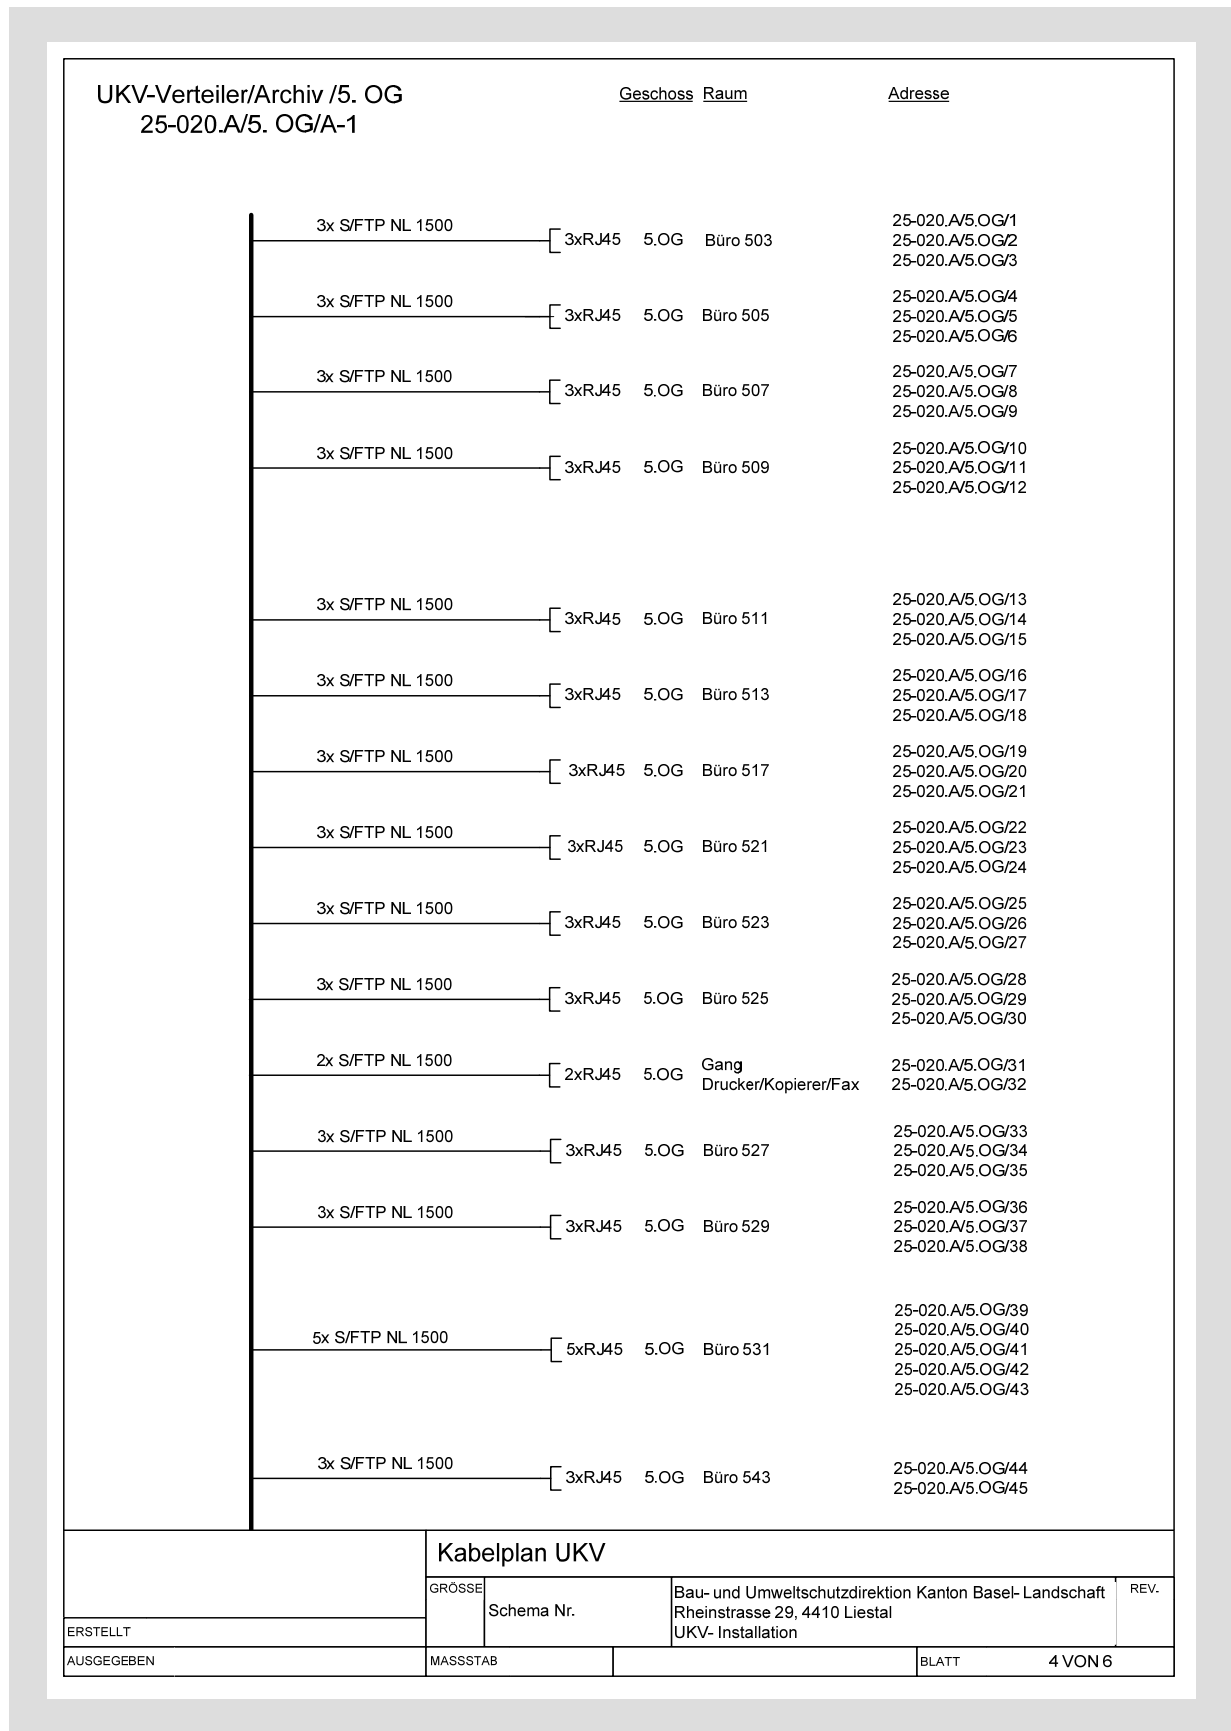 UKV-Verteiler/Archiv /5. OG
25-020.A/5. OG/A-1
Geschoss Raum Adresse
3x S/FTP NL 1500
3xRJ45 5.OG Büro 503
25-020.A/5.OG/1
25-020.A/5.OG/2
25-020.A/5.OG/3
3x S/FTP NL 1500
3xRJ45 5.OG Büro 505
25-020.A/5.OG/4
25-020.A/5.OG/5
25-020.A/5.OG/6
3x S/FTP NL 1500
3xRJ45 5.OG Büro 507
25-020.A/5.OG/7
25-020.A/5.OG/8
25-020.A/5.OG/9
3x S/FTP NL 1500
3xRJ45 5.OG Büro 509
25-020.A/5.OG/10
25-020.A/5.OG/11
25-020.A/5.OG/12
3x S/FTP NL 1500
3xRJ45 5.OG Büro 511
25-020.A/5.OG/13
25-020.A/5.OG/14
25-020.A/5.OG/15
3x S/FTP NL 1500
3xRJ45 5.OG Büro 513
25-020.A/5.OG/16
25-020.A/5.OG/17
25-020.A/5.OG/18
3x S/FTP NL 1500
3xRJ45 5.OG Büro 517
25-020.A/5.OG/19
25-020.A/5.OG/20
25-020.A/5.OG/21
3x S/FTP NL 1500
3xRJ45 5.OG Büro 521
25-020.A/5.OG/22
25-020.A/5.OG/23
25-020.A/5.OG/24
3x S/FTP NL 1500
3xRJ45 5.OG Büro 523
25-020.A/5.OG/25
25-020.A/5.OG/26
25-020.A/5.OG/27
3x S/FTP NL 1500
3xRJ45 5.OG Büro 525
25-020.A/5.OG/28
25-020.A/5.OG/29
25-020.A/5.OG/30
2x S/FTP NL 1500
2xRJ45 5.OG
Gang
Drucker/Kopierer/Fax
25-020.A/5.OG/31
25-020.A/5.OG/32
3x S/FTP NL 1500
3xRJ45 5.OG Büro 527
25-020.A/5.OG/33
25-020.A/5.OG/34
25-020.A/5.OG/35
3x S/FTP NL 1500
3xRJ45 5.OG Büro 529
25-020.A/5.OG/36
25-020.A/5.OG/37
25-020.A/5.OG/38
5x S/FTP NL 1500
5xRJ45 5.OG Büro 531
25-020.A/5.OG/39
25-020.A/5.OG/40
25-020.A/5.OG/41
25-020.A/5.OG/42
25-020.A/5.OG/43
3x S/FTP NL 1500
3xRJ45 5.OG Büro 543
25-020.A/5.OG/44
25-020.A/5.OG/45
Kabelplan UKV
GRÖSSE
Schema Nr.
Bau- und Umweltschutzdirektion Kanton Basel- Landschaft
Rheinstrasse 29, 4410 Liestal
UKV- Installation
REV.
ERSTELLT
AUSGEGEBEN
MASSSTAB
BLATT 4 VON 6